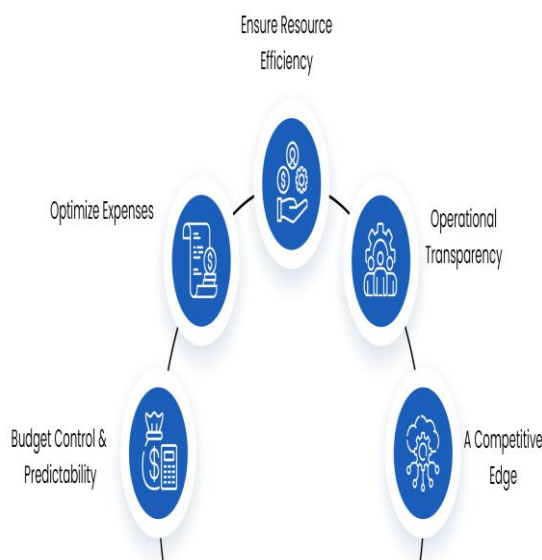 Ensure Resource
Efficiency
Optimize Expenses
Operational
Transparency
Budget Control &
Predictability
A Competitive
Edge